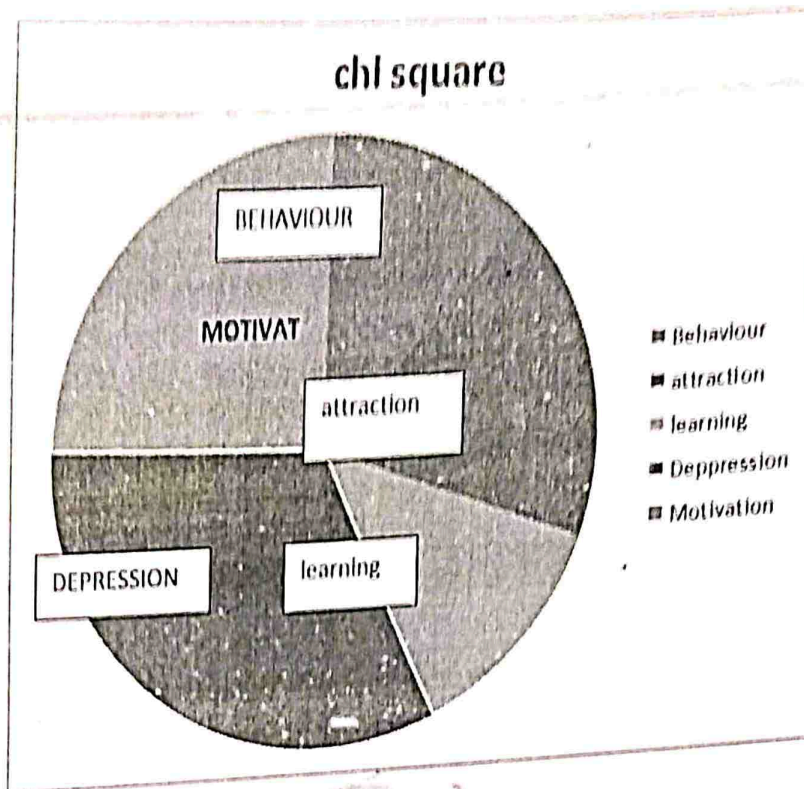 chi square
BEHAVIOUR
MOTIVAT
attraction
learning
DEPRESSION
Behaviour
attraction
learning
Deppression
Motivation